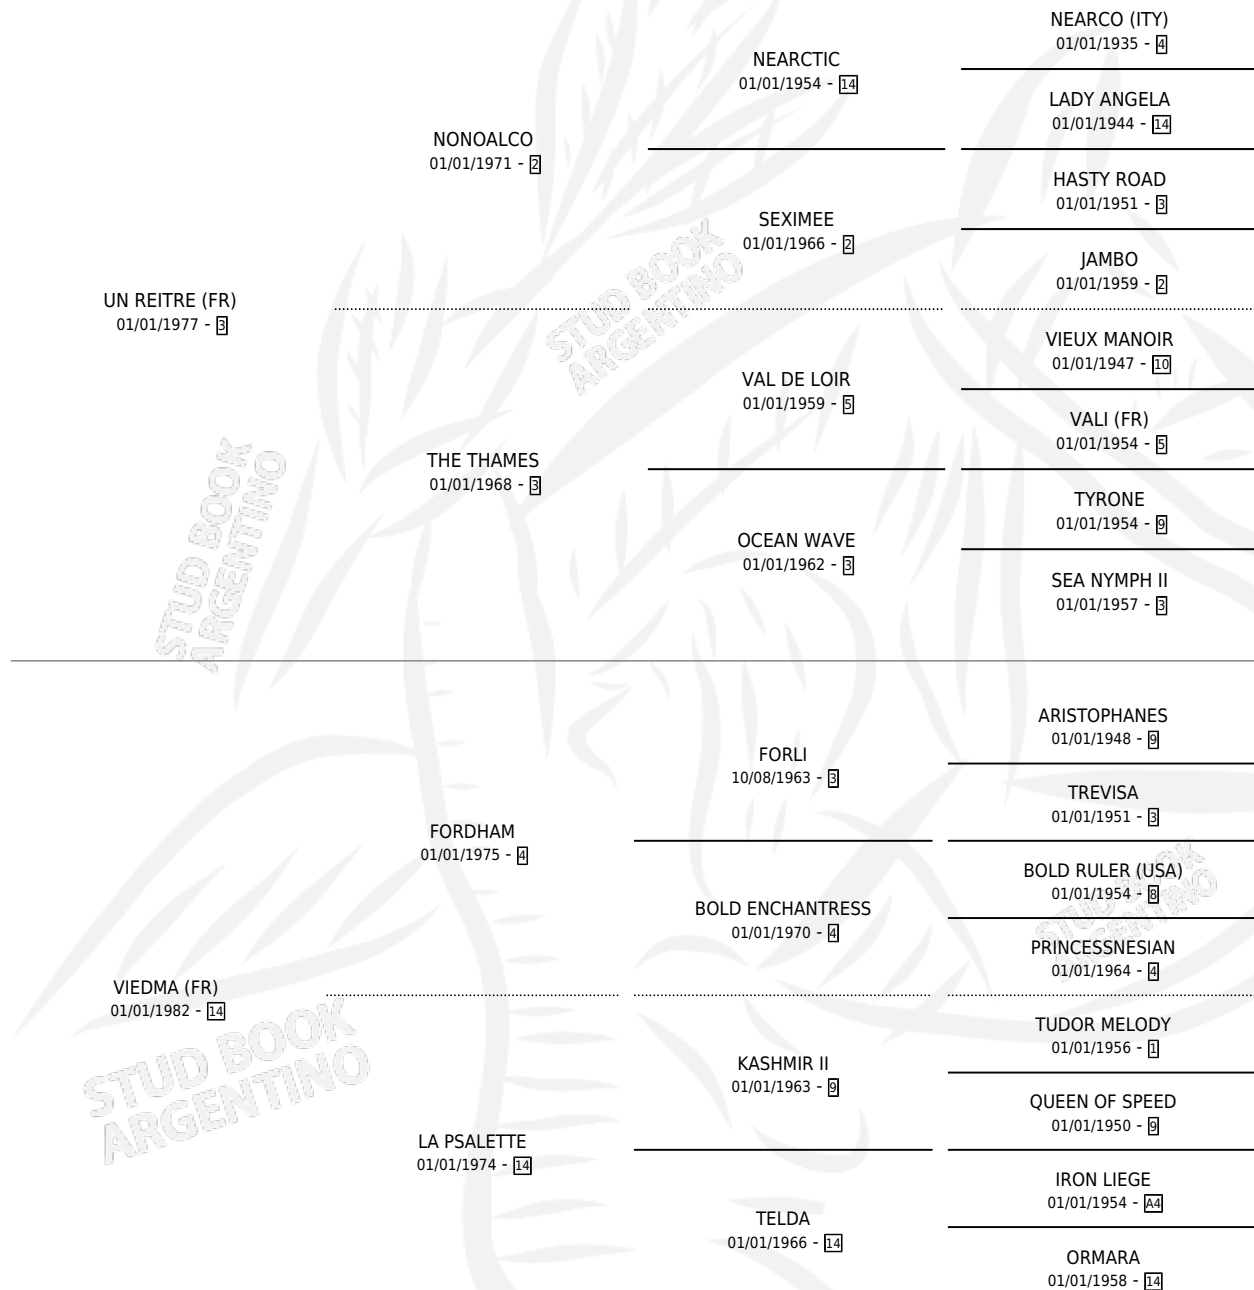 NEARCO (ITY)
01/01/1935 - 4
NEARCTIC
01/01/1954 - 14
LADY ANGELA
01/01/1944 - 14
NONOALCO
01/01/1971 - 2
HASTY ROAD
01/01/1951 - 3
SEXIMEE
01/01/1966 - 2
JAMBO
01/01/1959 - 2
UN REITRE (FR)
01/01/1977 - 3
VIEUX MANOIR
01/01/1947 - 10
VAL DE LOIR
01/01/1959 - 5
VALI (FR)
01/01/1954 - 5
THE THAMES
01/01/1968 - 3
TYRONE
01/01/1954 - 9
OCEAN WAVE
01/01/1962 - 3
SEA NYMPH II
01/01/1957 - 3
ARISTOPHANES
01/01/1948 - 9
FORLI
10/08/1963 - 3
TREVISA
01/01/1951 - 3
FORDHAM
01/01/1975 - 4
BOLD RULER (USA)
01/01/1954 - 8
BOLD ENCHANTRESS
01/01/1970 - 4
PRINCESSNESIAN
01/01/1964 - 4
VIEDMA (FR)
01/01/1982 - 14
TUDOR MELODY
01/01/1956 - 1
KASHMIR II
01/01/1963 - 9
QUEEN OF SPEED
01/01/1950 - 9
LA PSALETTE
01/01/1974 - 14
IRON LIEGE
01/01/1954 - A4
TELDA
01/01/1966 - 14
ORMARA
01/01/1958 - 14
STUD BOOK
ARGENTINO
STUD BOOK
ARGENTINO
STUD BOOK
ARGENTINO
STUD BOOK
ARGENTINO